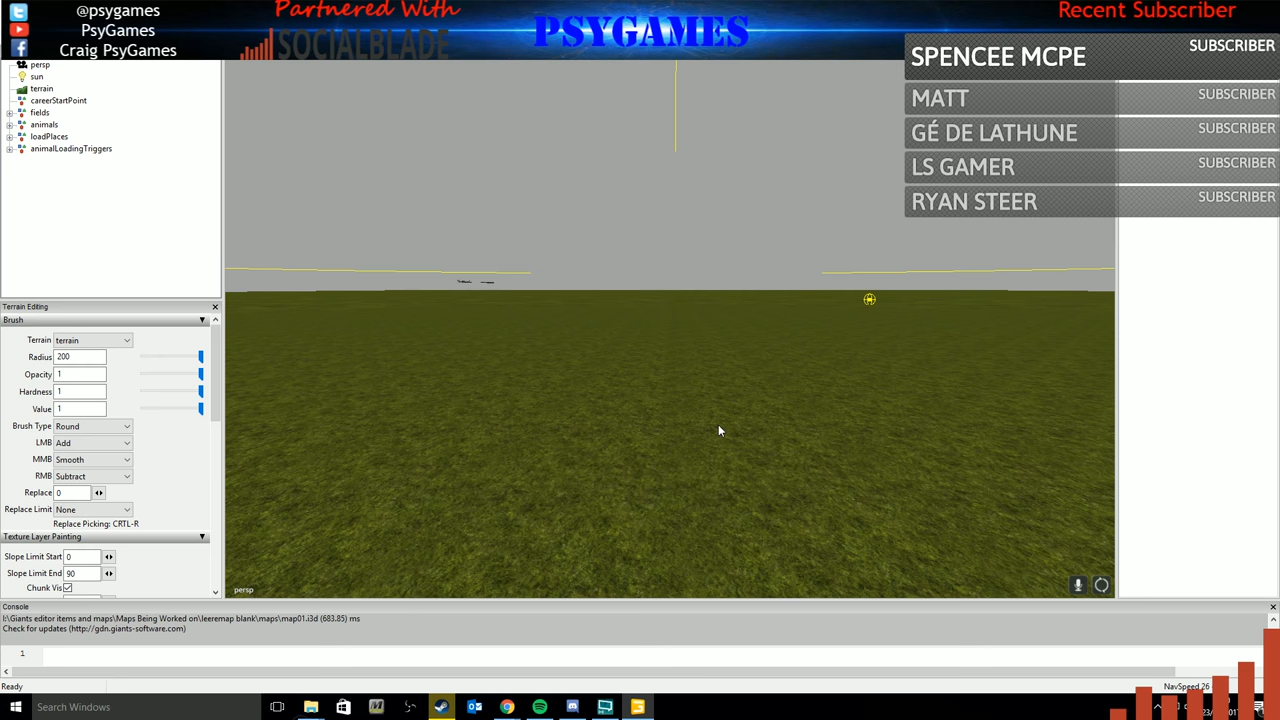 @psygames
PsyGames
Craig PsyGames
Partnered With
SOCIALBLADE
PSYGAMES
Recent Subscriber
SPENCEE MCPE SUBSCRIBER
MATT SUBSCRIBER
GÉ DE LATHUNE SUBSCRIBER
LS GAMER SUBSCRIBER
RYAN STEER SUBSCRIBER
persp
sun
terrain
careerStartPoint
fields
animals
loadPlaces
animalLoadingTriggers
Terrain Editing
Brush
Terrain terrain
Radius 200
Opacity 1
Hardness 1
Value 1
Brush Type Round
LMB Add
MMB Smooth
RMB Subtract
Replace 0
Replace Limit None
Replace Picking: CRTL-R
Texture Layer Painting
Slope Limit Start 0
Slope Limit End 90
Chunk Vis
persp
Console
I:\Giants editor items and maps\Maps Being Worked on\leeremap blank\maps\map01.i3d (683.85) ms
Check for updates (http://gdn.giants-software.com)
1
Ready
NavSpeed 26
Search Windows